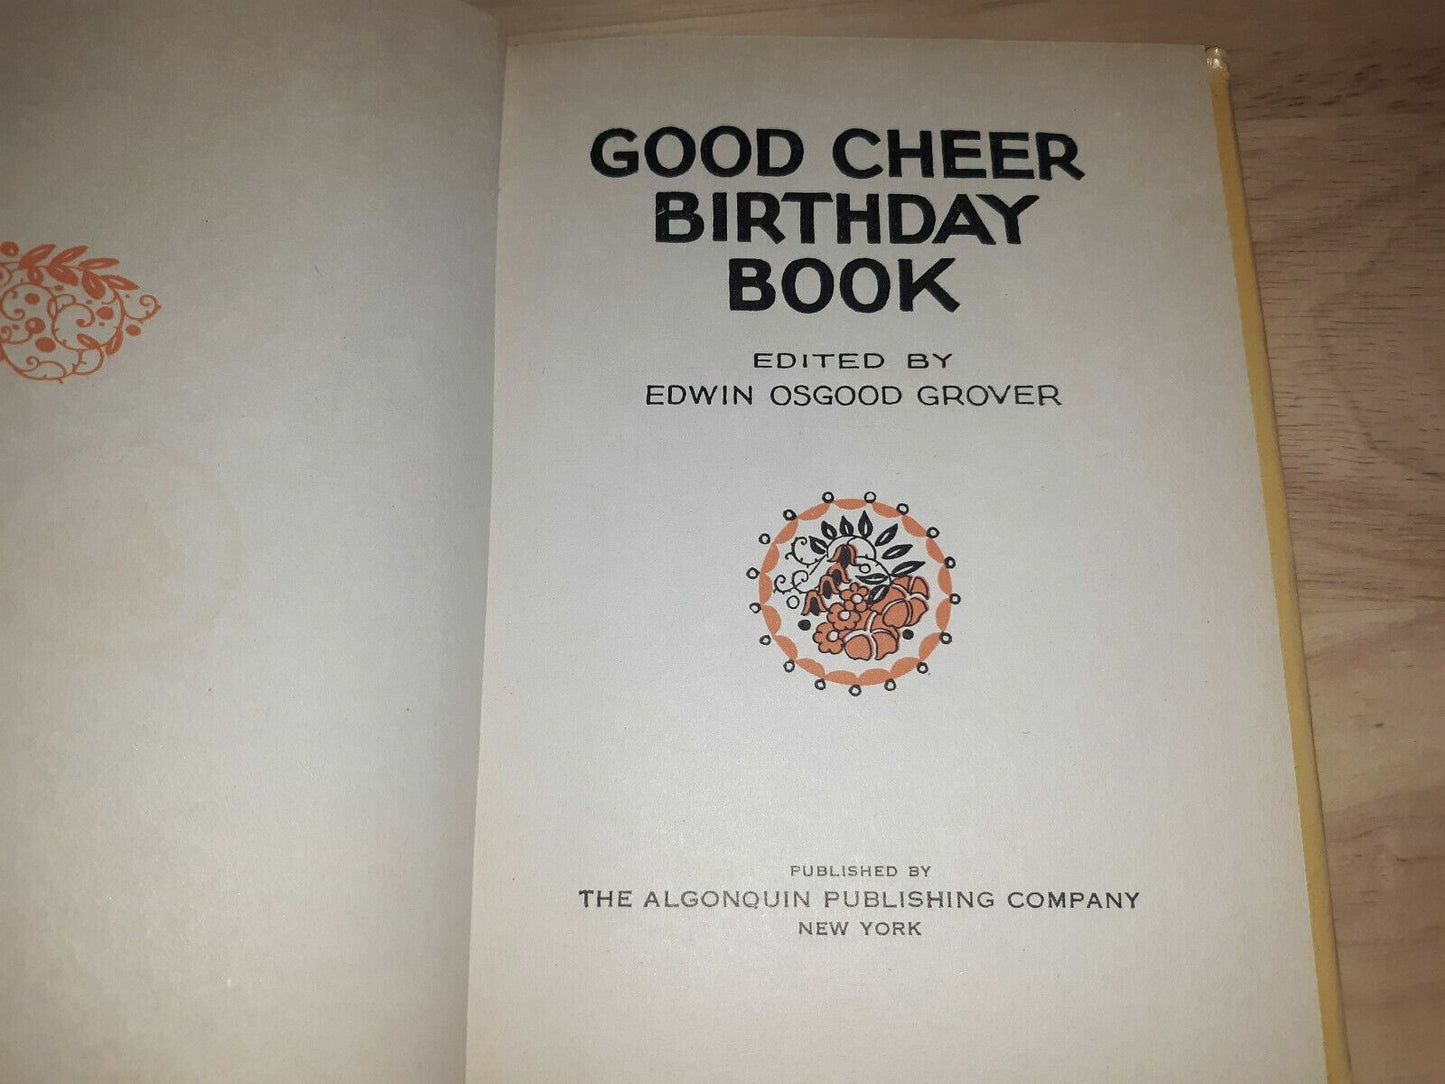 GOOD CHEER
BIRTHDAY
BOOK
EDITED BY
EDWIN OSGOOD GROVER
PUBLISHED BY
THE ALGONQUIN PUBLISHING COMPANY
NEW YORK